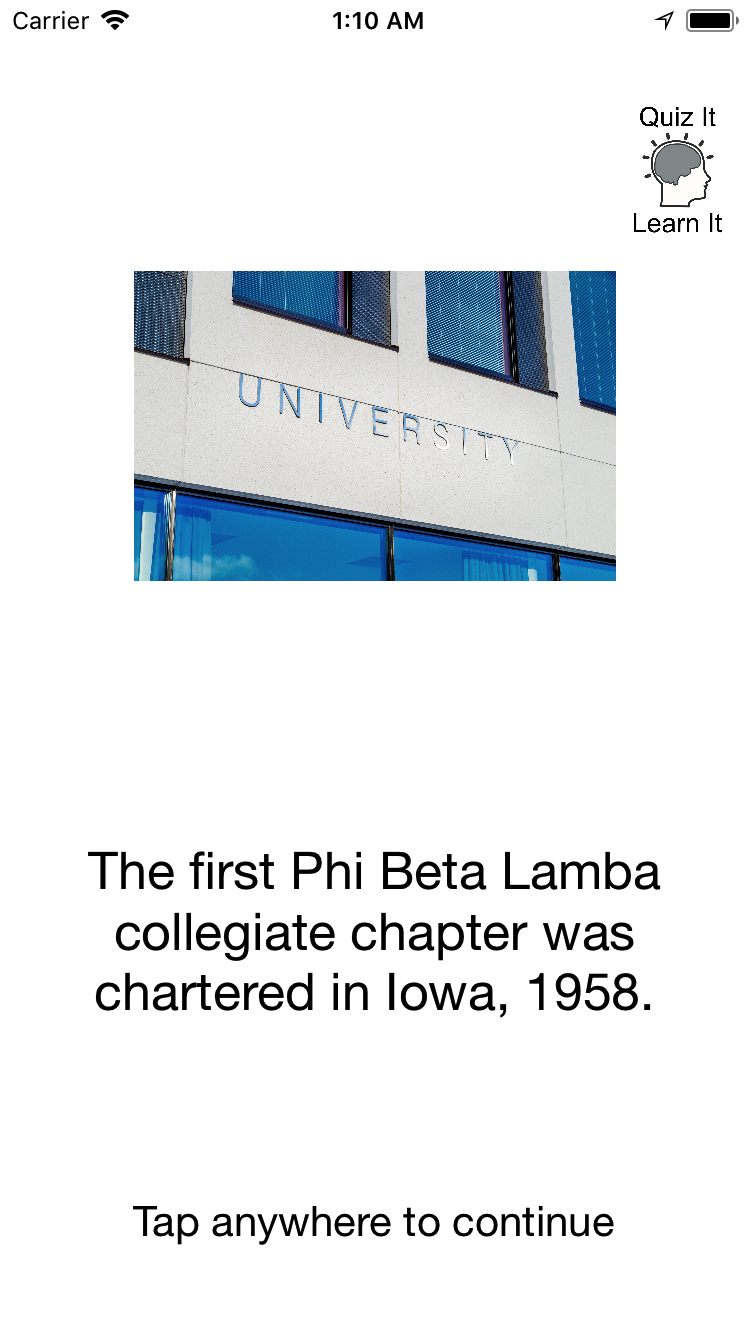 Carrier 1:10 AM
Quiz It
Learn It
UNIVERSITY
The first Phi Beta Lamba
collegiate chapter was
chartered in Iowa, 1958.
Tap anywhere to continue